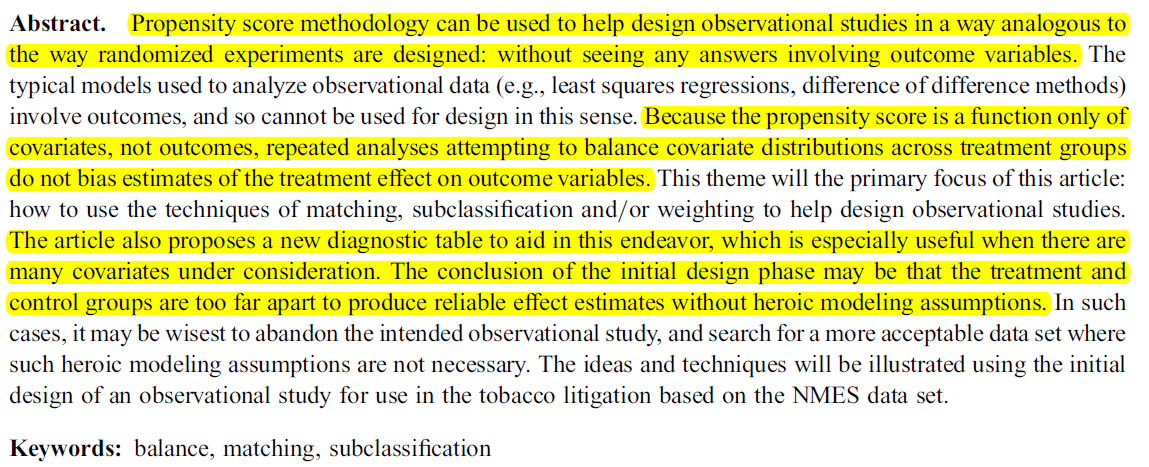 Abstract. Propensity score methodology can be used to help design observational studies in a way analogous to
the way randomized experiments are designed: without seeing any answers involving outcome variables. The
typical models used to analyze observational data (e.g., least squares regressions, difference of difference methods)
involve outcomes, and so cannot be used for design in this sense. Because the propensity score is a function only of
covariates, not outcomes, repeated analyses attempting to balance covariate distributions across treatment groups
do not bias estimates of the treatment effect on outcome variables. This theme will the primary focus of this article:
how to use the techniques of matching, subclassification and/or weighting to help design observational studies.
The article also proposes a new diagnostic table to aid in this endeavor, which is especially useful when there are
many covariates under consideration. The conclusion of the initial design phase may be that the treatment and
control groups are too far apart to produce reliable effect estimates without heroic modeling assumptions. In such
cases, it may be wisest to abandon the intended observational study, and search for a more acceptable data set where
such heroic modeling assumptions are not necessary. The ideas and techniques will be illustrated using the initial
design of an observational study for use in the tobacco litigation based on the NMES data set.
Keywords: balance, matching, subclassification